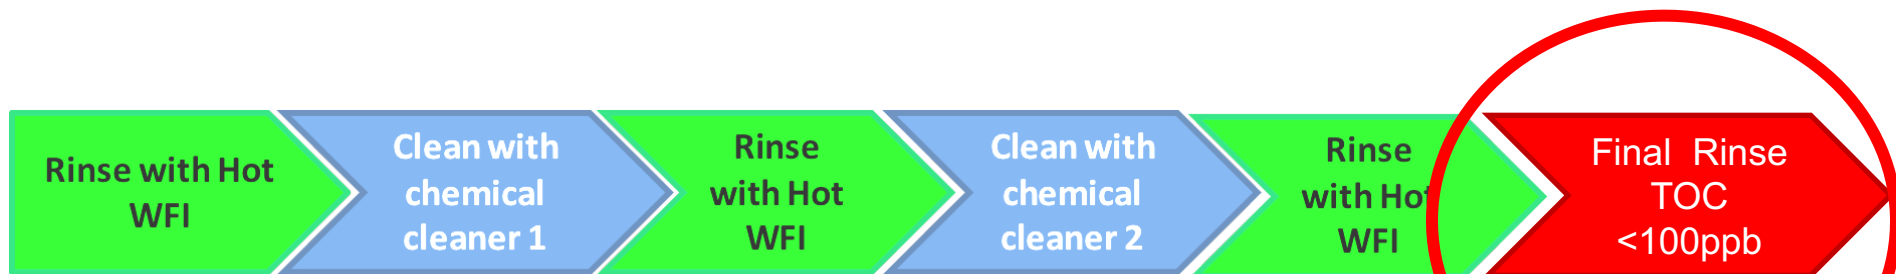 Rinse with Hot
WFI
Clean with
chemical
cleaner 1
Rinse
with Hot
WFI
Clean with
chemical
cleaner 2
Rinse
with Hot
WFI
Final Rinse
TOC
<100ppb